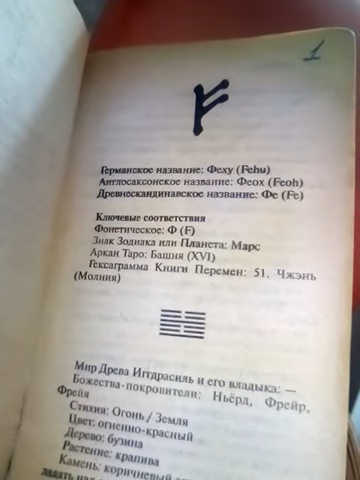 1
ᚠ
Германское название: Феху (Fehu)
Англосаксонское название: Феох (Feoh)
Древнескандинавское название: Фе (Fe)
Ключевые соответствия
Фонетическое: Ф (F)
Знак Зодиака или Планета: Марс
Аркан Таро: Башня (XVI)
Гексаграмма Книги Перемен: 51. Чжэнь
(Молния)
Мир Древа Иггдрасиль и его владыка: —
Божества-покровители: Ньёрд, Фрейр,
Фрейя
Стихия: Огонь / Земля
Цвет: огненно-красный
Дерево: бузина
Растение: крапива
Камень: коричневый